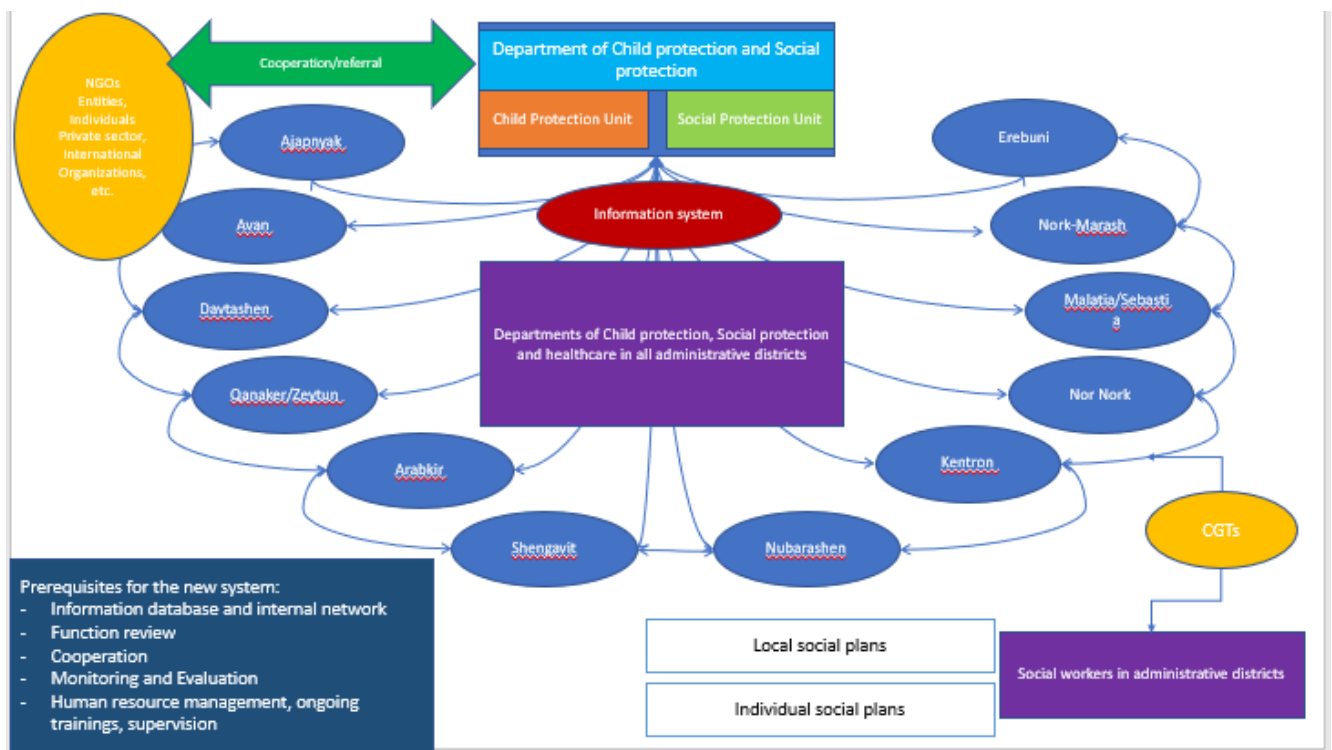 NGOs
Entities,
Individuals
Private sector,
International
Organizations,
etc.
Cooperation/referral
Department of Child protection and Social
protection
Child Protection Unit
Social Protection Unit
Ajapnyak
Erebuni
Information system
Avan
Nork-Marash
Davtashen
Malatia/Sebasti
a
Departments of Child protection, Social protection
and healthcare in all administrative districts
Qanaker/Zeytun
Nor Nork
Arabkir
Kentron
Shengavit
Nubarashen
CGTs
Prerequisites for the new system:
- Information database and internal network
- Function review
- Cooperation
- Monitoring and Evaluation
- Human resource management, ongoing
trainings, supervision
Local social plans
Individual social plans
Social workers in administrative districts